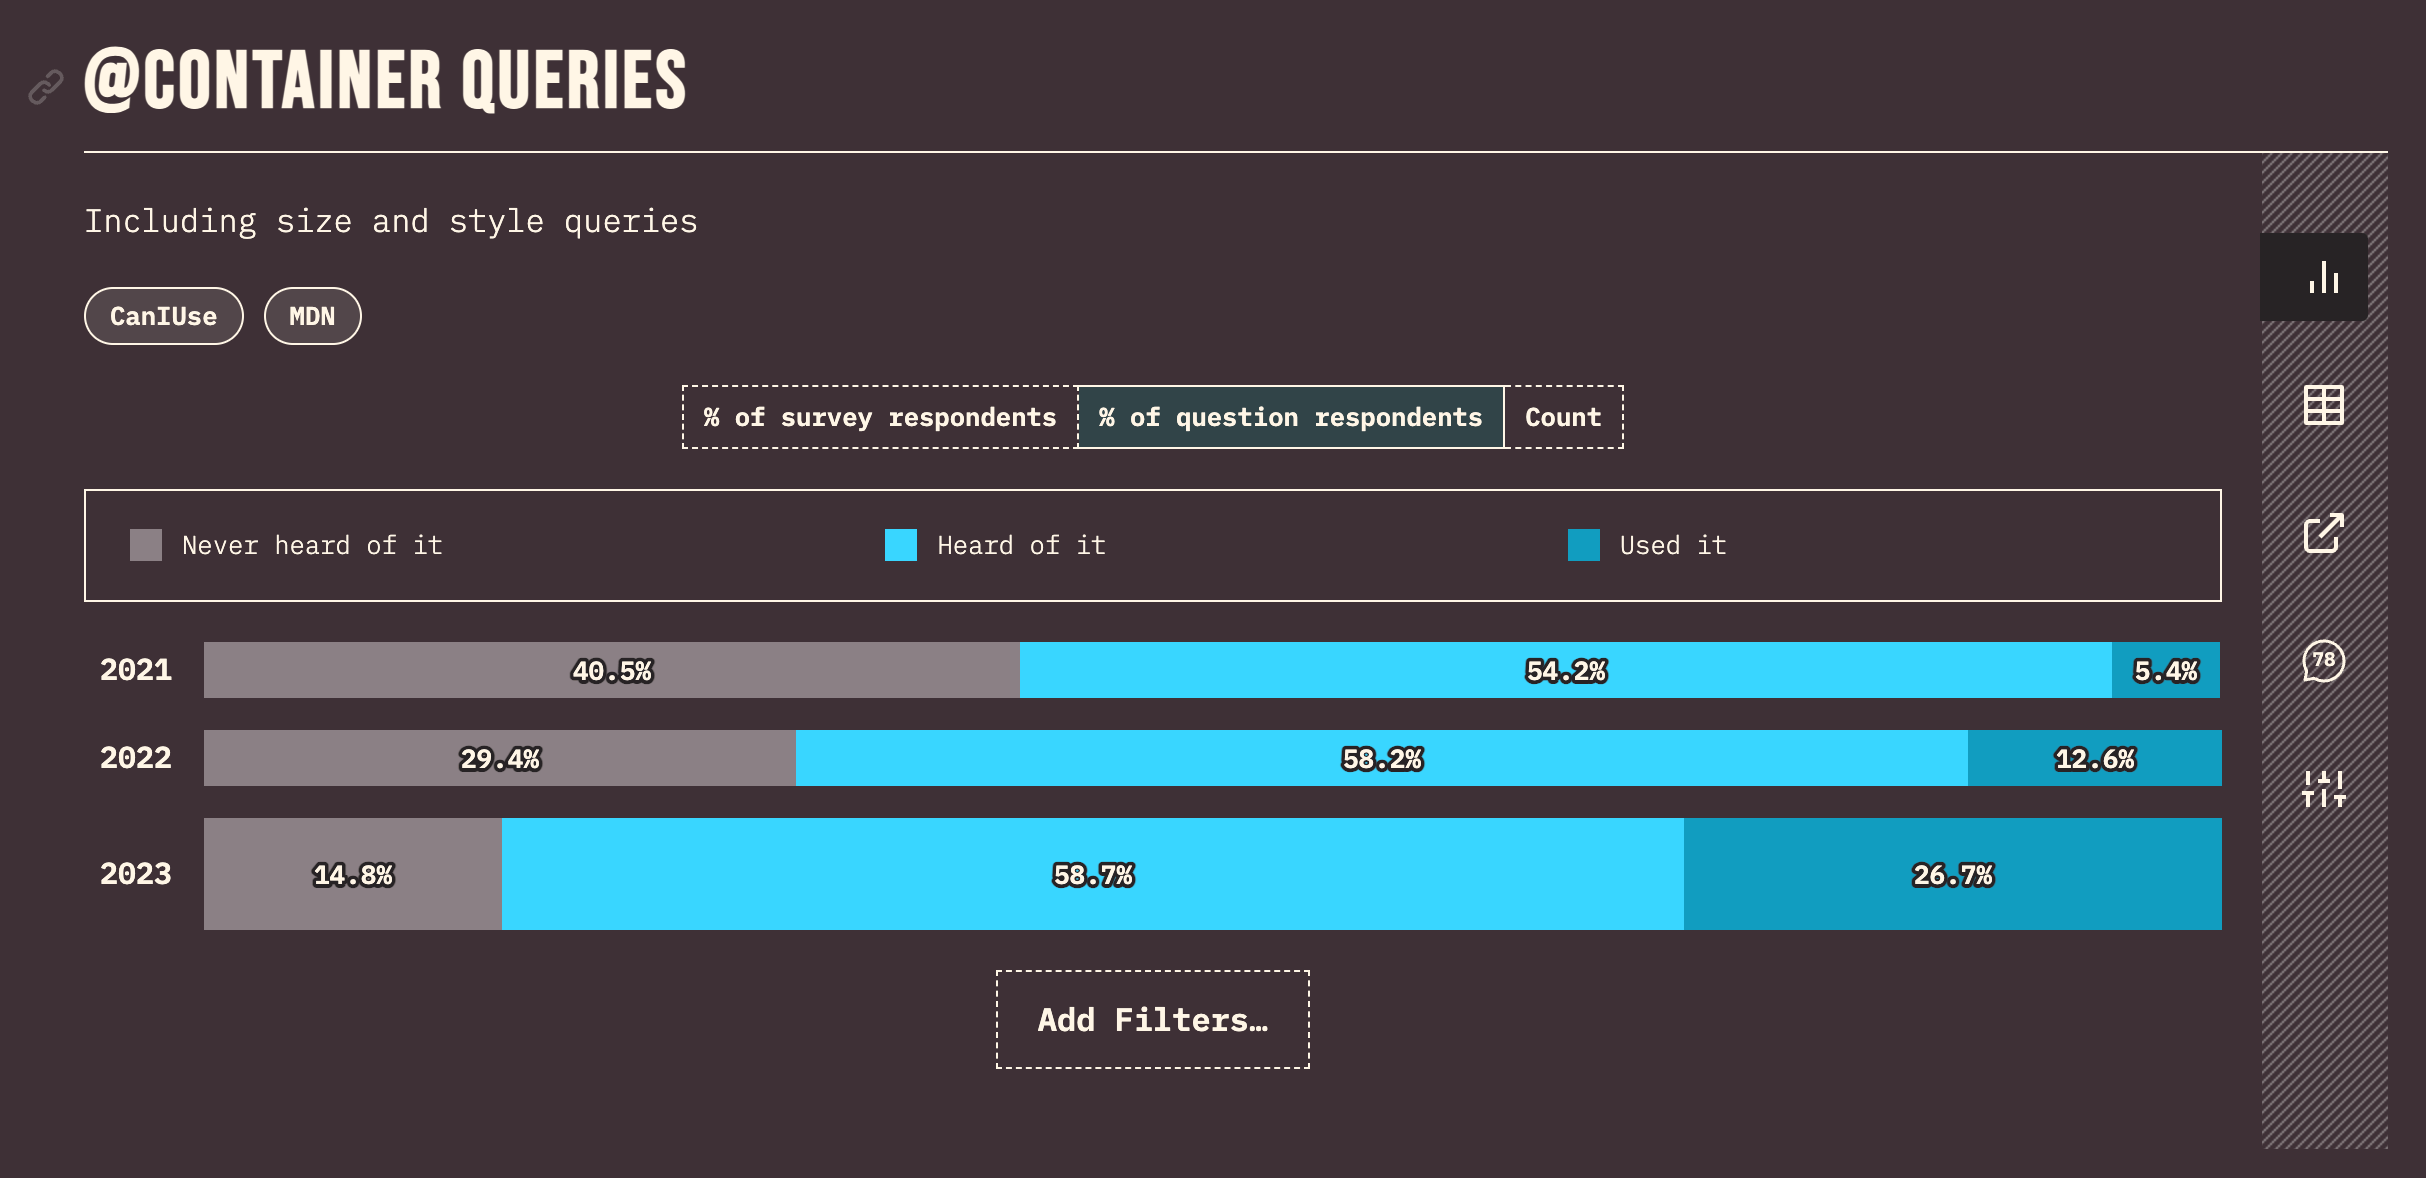 @CONTAINER QUERIES
Including size and style queries
CanIUse MDN
% of survey respondents % of question respondents Count
Never heard of it Heard of it Used it
2021 40.5% 54.2% 5.4%
2022 29.4% 58.2% 12.6%
2023 14.8% 58.7% 26.7%
Add Filters…
78